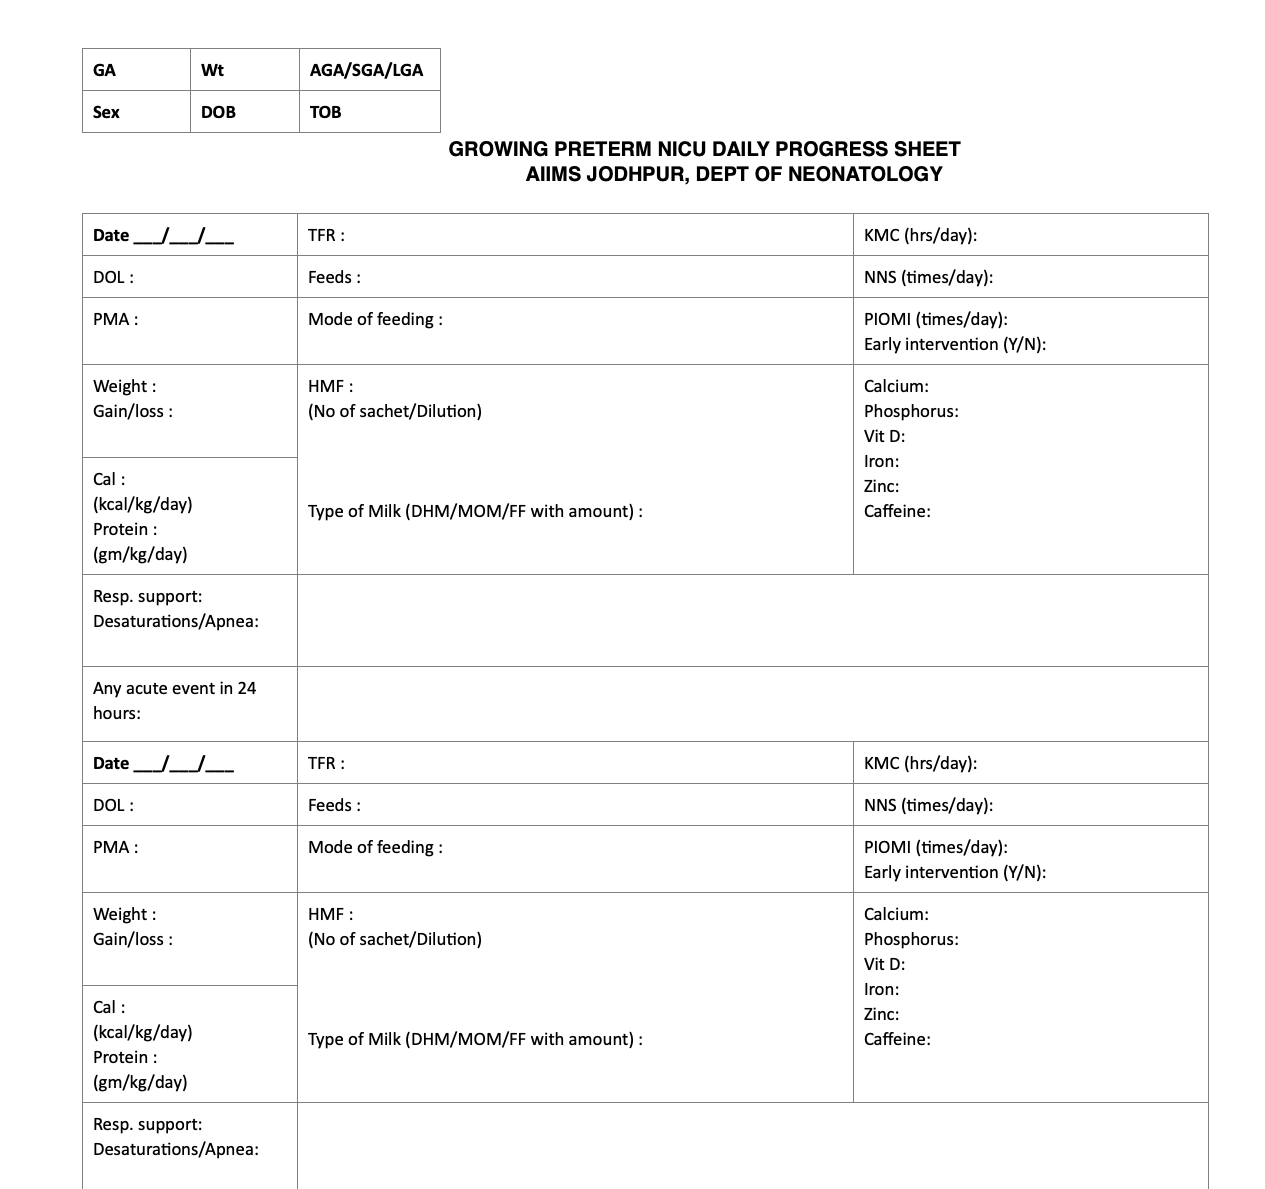 GA Wt AGA/SGA/LGA
Sex DOB TOB
GROWING PRETERM NICU DAILY PROGRESS SHEET
AIIMS JODHPUR, DEPT OF NEONATOLOGY
Date ___/___/___ TFR : KMC (hrs/day):
DOL : Feeds : NNS (times/day):
PMA : Mode of feeding : PIOMI (times/day):
Early intervention (Y/N):
Weight : HMF : Calcium:
Gain/loss : (No of sachet/Dilution) Phosphorus:
Vit D:
Iron:
Cal :
Zinc:
(kcal/kg/day) Type of Milk (DHM/MOM/FF with amount) : Caffeine:
Protein :
(gm/kg/day)
Resp. support:
Desaturations/Apnea:
Any acute event in 24
hours:
Date ___/___/___ TFR : KMC (hrs/day):
DOL : Feeds : NNS (times/day):
PMA : Mode of feeding : PIOMI (times/day):
Early intervention (Y/N):
Weight : HMF : Calcium:
Gain/loss : (No of sachet/Dilution) Phosphorus:
Vit D:
Iron:
Cal :
Zinc:
(kcal/kg/day) Type of Milk (DHM/MOM/FF with amount) : Caffeine:
Protein :
(gm/kg/day)
Resp. support:
Desaturations/Apnea: